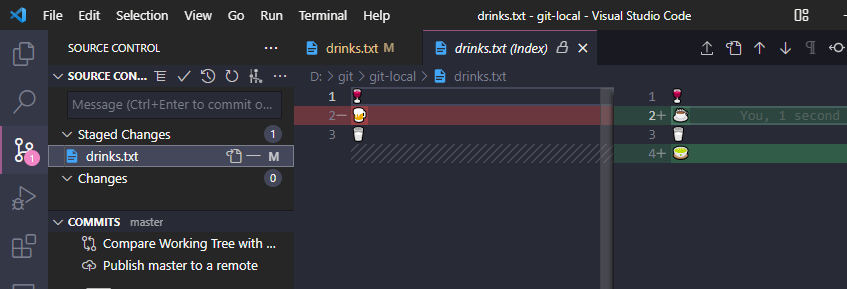 File Edit Selection View Go Run Terminal Help drinks.txt - git-local - Visual Studio Code
SOURCE CONTROL
drinks.txt M
drinks.txt (Index)
SOURCE CON...
D: > git > git-local > drinks.txt
Message (Ctrl+Enter to commit o...
Staged Changes 1
drinks.txt M
Changes 0
COMMITS master
Compare Working Tree with ...
Publish master to a remote
1
2−
3
1
2+ You, 1 second
3
4+
1